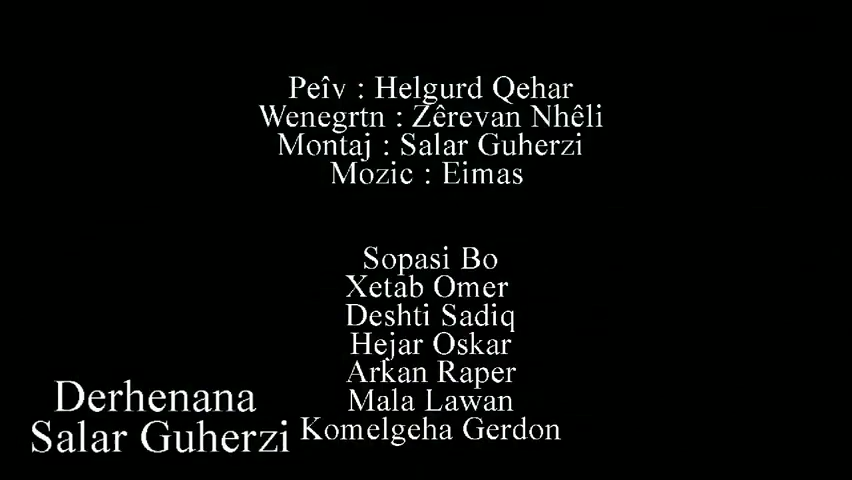 Peîv : Helgurd Qehar
Wenegrtn : Zêrevan Nhêli
Montaj : Salar Guherzi
Mozic : Eimas
Sopasi Bo
Xetab Omer
Deshti Sadiq
Hejar Oskar
Arkan Raper
Mala Lawan
Komelgeha Gerdon
Derhenana
Salar Guherzi